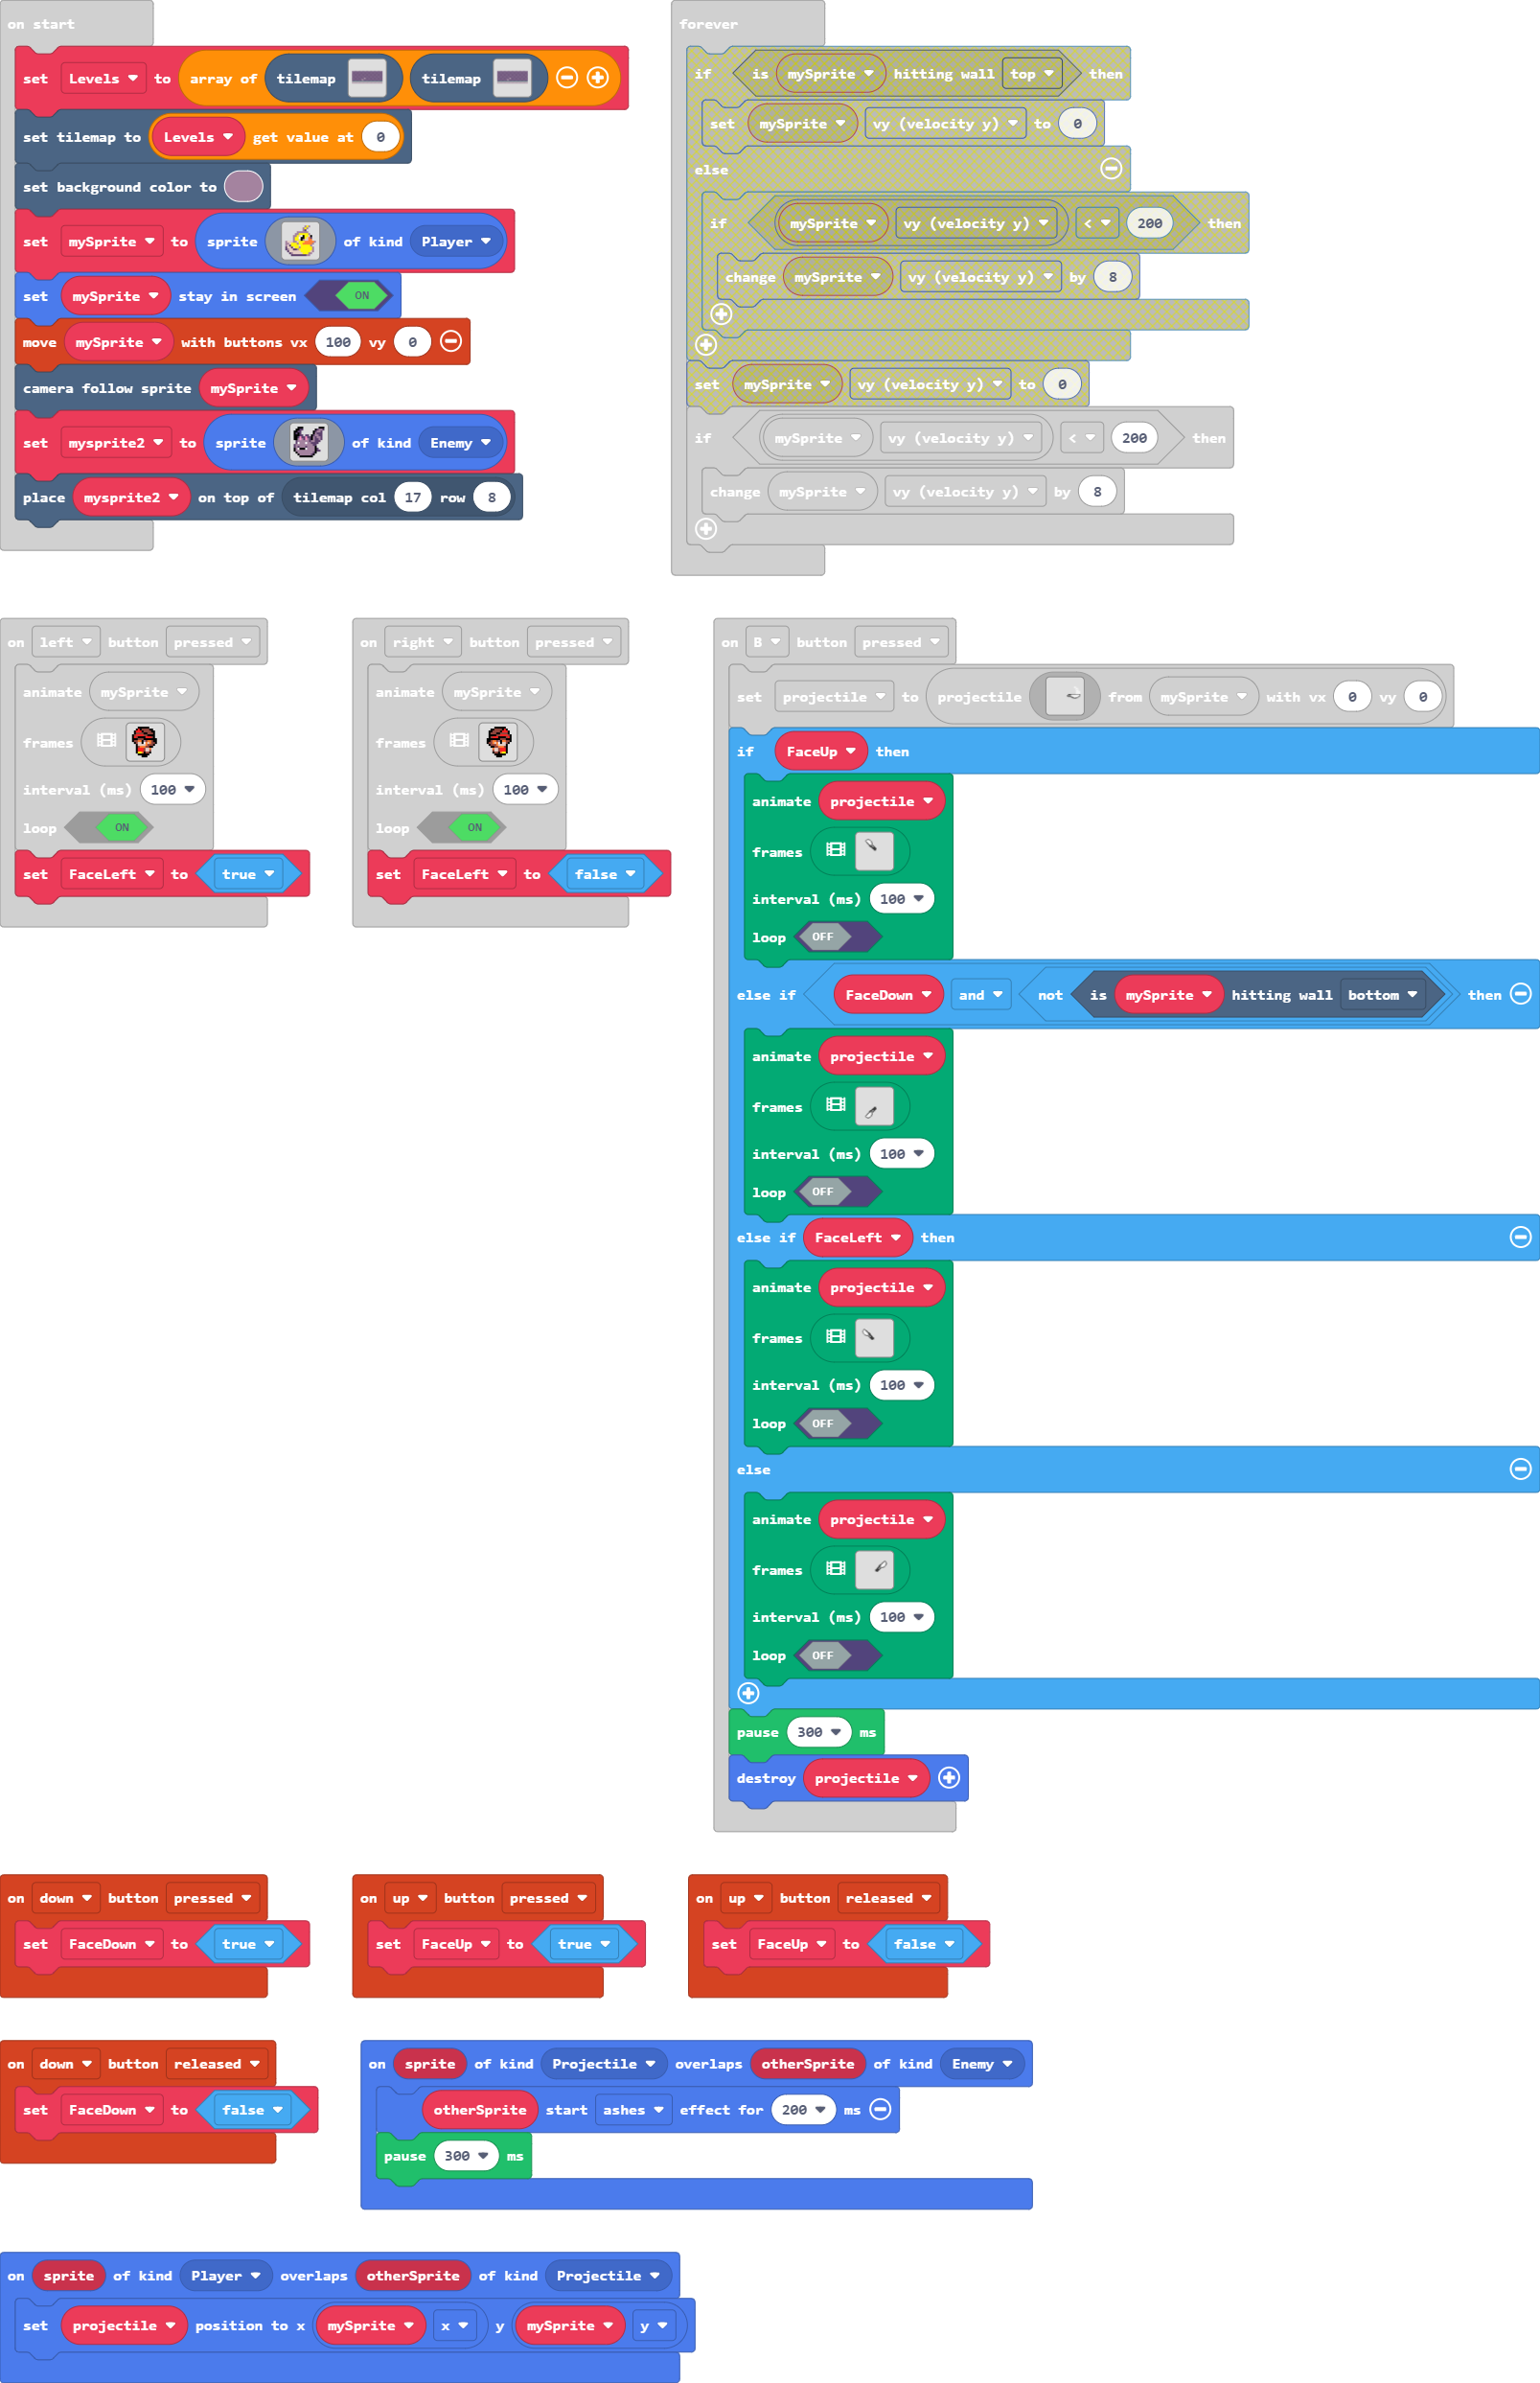 on start
set Levels to array of tilemap tilemap
set tilemap to Levels get value at 0
set background color to
set mySprite to sprite of kind Player
set mySprite stay in screen ON
move mySprite with buttons vx 100 vy 0
camera follow sprite mySprite
set mysprite2 to sprite of kind Enemy
place mysprite2 on top of tilemap col 17 row 8
forever
if is mySprite hitting wall top then
set mySprite vy (velocity y) to 0
else
if mySprite vy (velocity y) < 200 then
change mySprite vy (velocity y) by 8
set mySprite vy (velocity y) to 0
if mySprite vy (velocity y) < 200 then
change mySprite vy (velocity y) by 8
on left button pressed
animate mySprite
frames
interval (ms) 100
loop ON
set FaceLeft to true
on right button pressed
animate mySprite
frames
interval (ms) 100
loop ON
set FaceLeft to false
on B button pressed
set projectile to projectile from mySprite with vx 0 vy 0
if FaceUp then
animate projectile
frames
interval (ms) 100
loop OFF
else if FaceDown and not is mySprite hitting wall bottom then
animate projectile
frames
interval (ms) 100
loop OFF
else if FaceLeft then
animate projectile
frames
interval (ms) 100
loop OFF
else
animate projectile
frames
interval (ms) 100
loop OFF
pause 300 ms
destroy projectile
on down button pressed
set FaceDown to true
on up button pressed
set FaceUp to true
on up button released
set FaceUp to false
on down button released
set FaceDown to false
on sprite of kind Projectile overlaps otherSprite of kind Enemy
otherSprite start ashes effect for 200 ms
pause 300 ms
on sprite of kind Player overlaps otherSprite of kind Projectile
set projectile position to x mySprite x y mySprite y